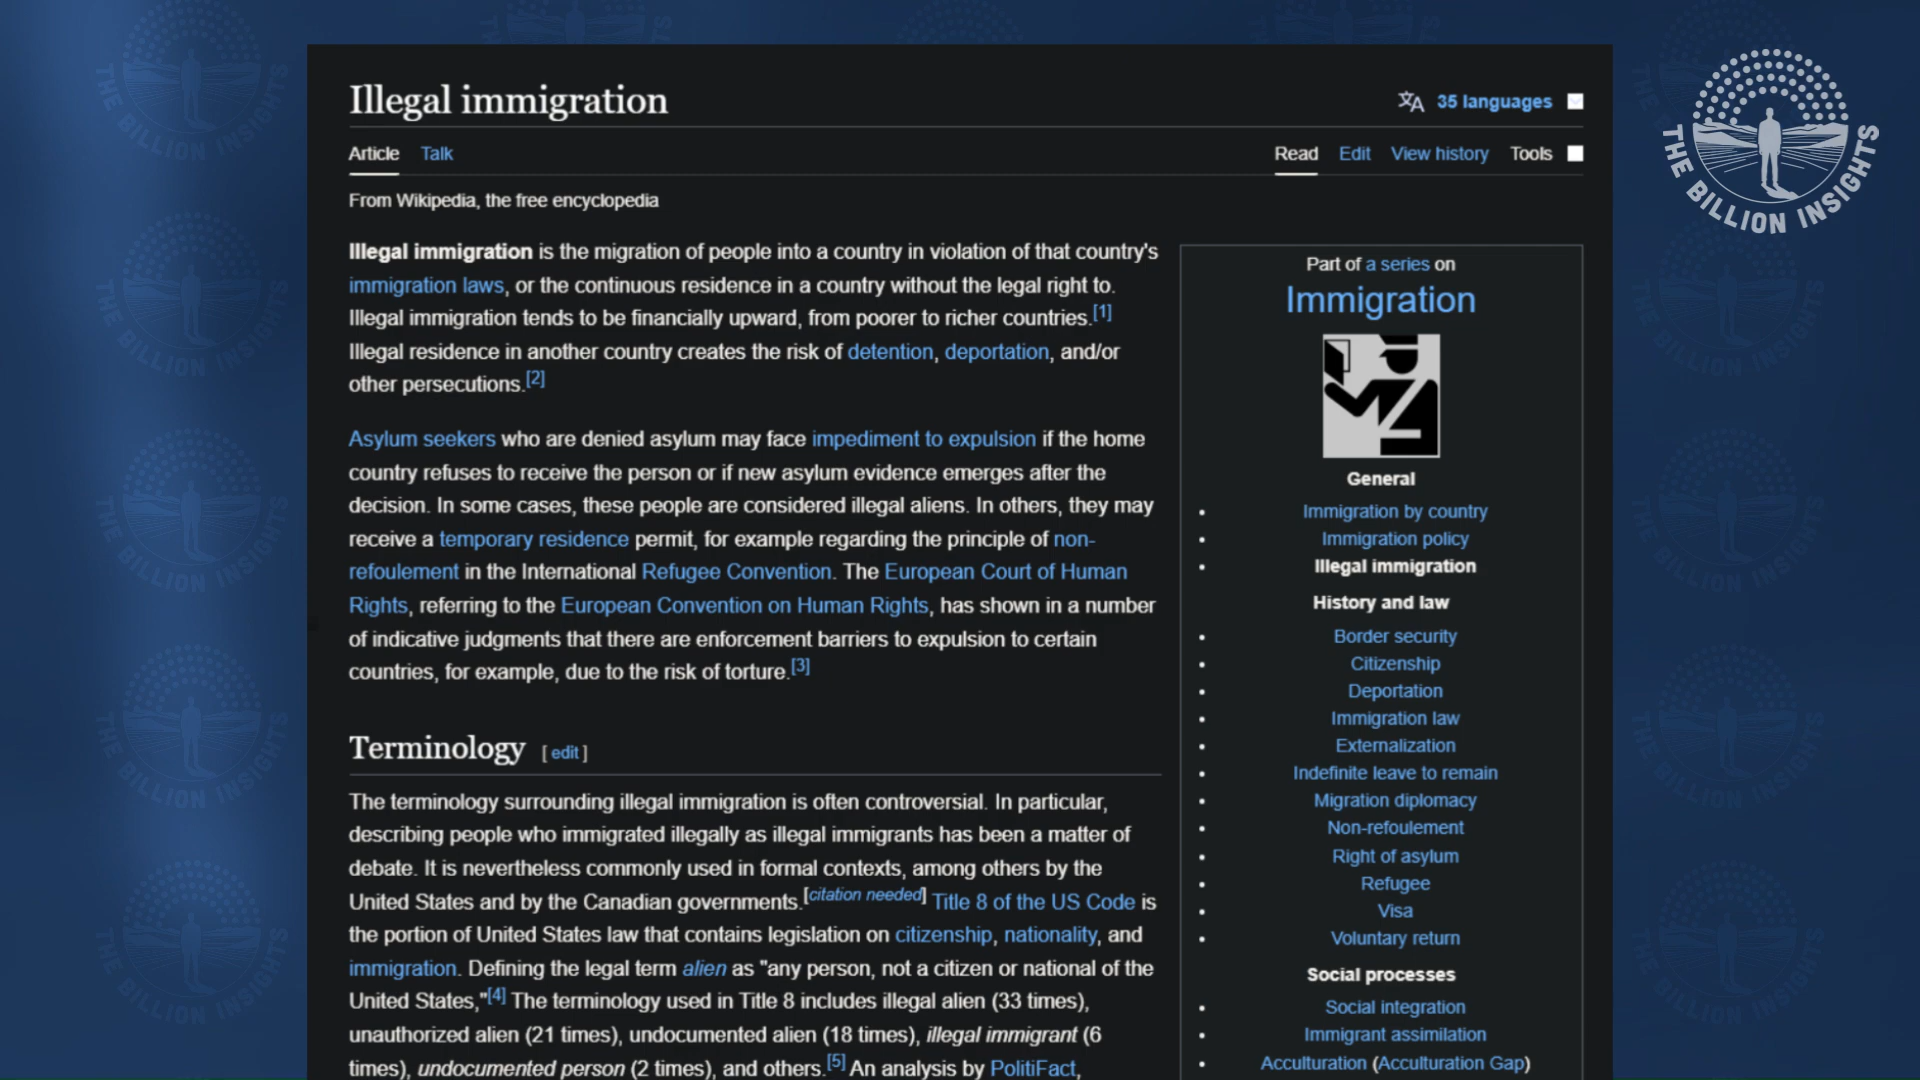 Illegal immigration
35 languages
Article Talk
Read Edit View history Tools
From Wikipedia, the free encyclopedia
Illegal immigration is the migration of people into a country in violation of that country's
immigration laws, or the continuous residence in a country without the legal right to.
Illegal immigration tends to be financially upward, from poorer to richer countries.[1]
Illegal residence in another country creates the risk of detention, deportation, and/or
other persecutions.[2]
Asylum seekers who are denied asylum may face impediment to expulsion if the home
country refuses to receive the person or if new asylum evidence emerges after the
decision. In some cases, these people are considered illegal aliens. In others, they may
receive a temporary residence permit, for example regarding the principle of non-
refoulement in the International Refugee Convention. The European Court of Human
Rights, referring to the European Convention on Human Rights, has shown in a number
of indicative judgments that there are enforcement barriers to expulsion to certain
countries, for example, due to the risk of torture.[3]
Terminology [ edit ]
The terminology surrounding illegal immigration is often controversial. In particular,
describing people who immigrated illegally as illegal immigrants has been a matter of
debate. It is nevertheless commonly used in formal contexts, among others by the
United States and by the Canadian governments.[citation needed] Title 8 of the US Code is
the portion of United States law that contains legislation on citizenship, nationality, and
immigration. Defining the legal term alien as "any person, not a citizen or national of the
United States,"[4] The terminology used in Title 8 includes illegal alien (33 times),
unauthorized alien (21 times), undocumented alien (18 times), illegal immigrant (6
times), undocumented person (2 times), and others.[5] An analysis by PolitiFact,
Part of a series on
Immigration
General
Immigration by country
Immigration policy
Illegal immigration
History and law
Border security
Citizenship
Deportation
Immigration law
Externalization
Indefinite leave to remain
Migration diplomacy
Non-refoulement
Right of asylum
Refugee
Visa
Voluntary return
Social processes
Social integration
Immigrant assimilation
Acculturation (Acculturation Gap)
THE BILLION INSIGHTS